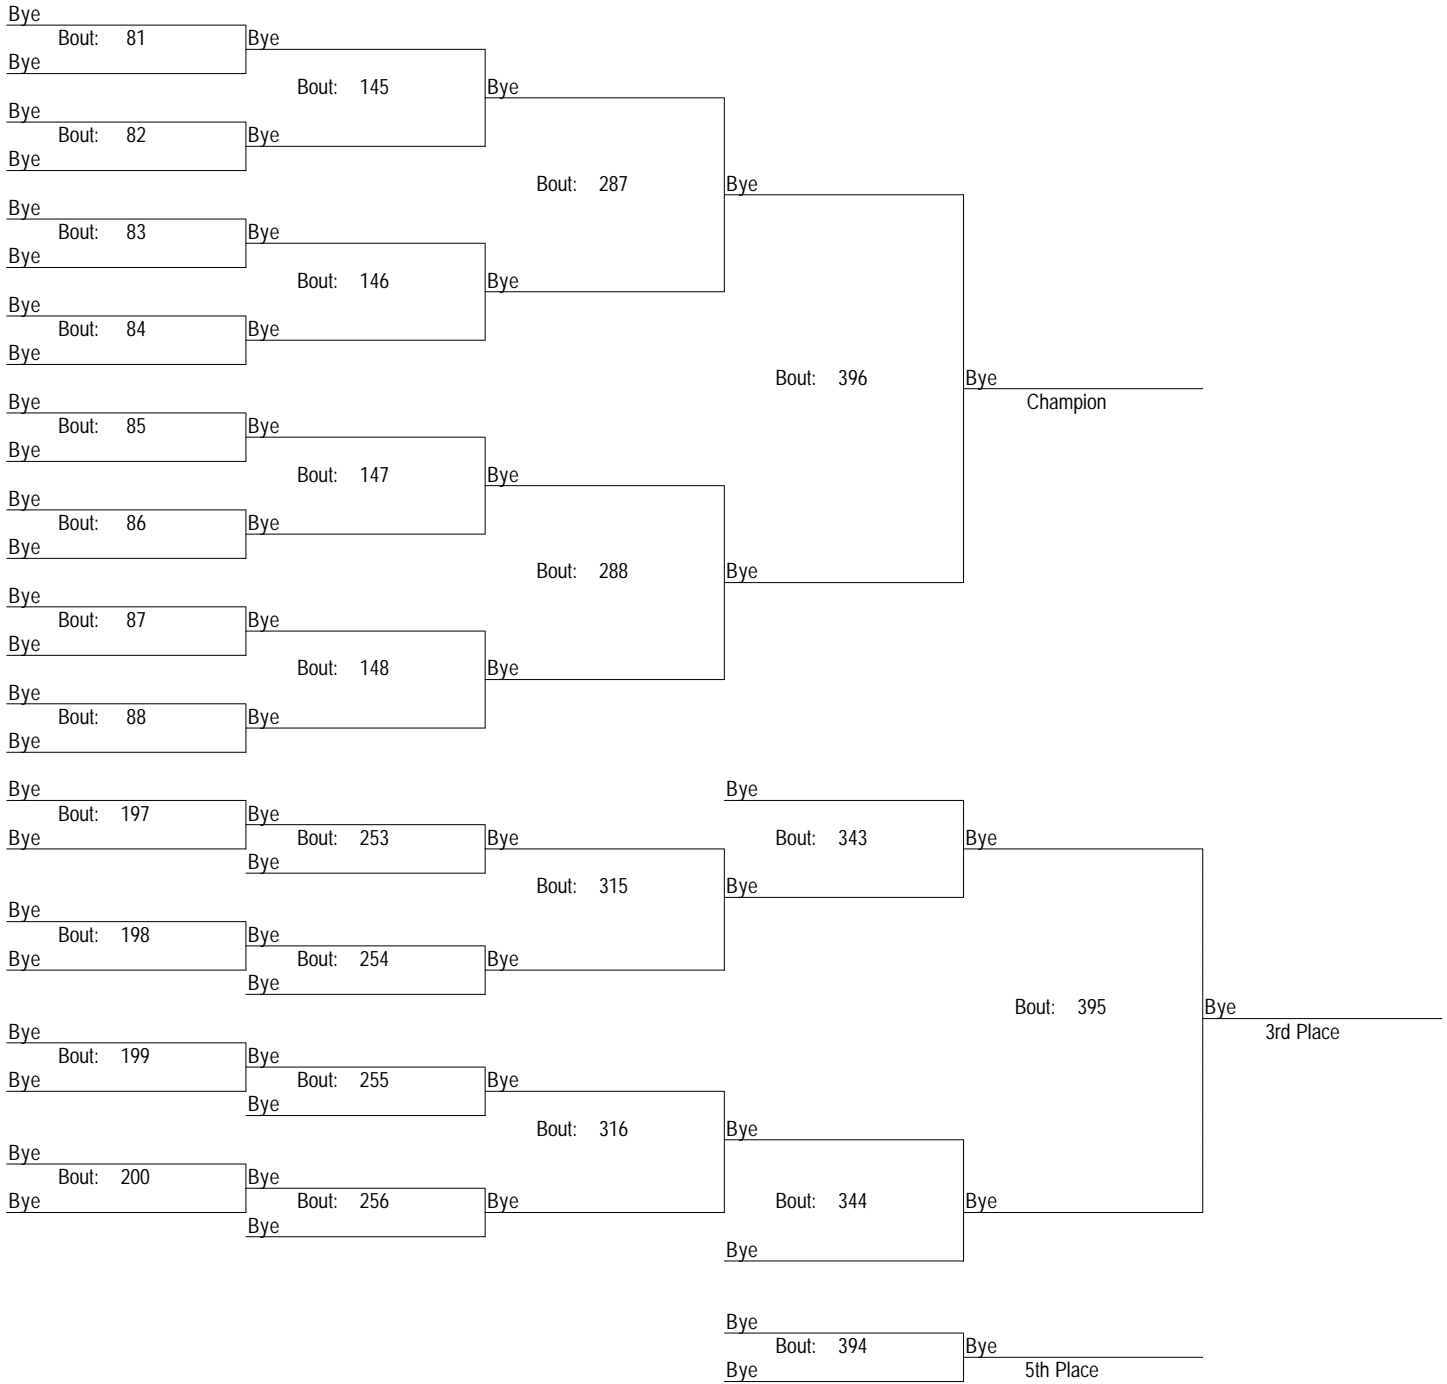 Bye
Bout: 81 Bye
Bye
Bout: 145 Bye
Bye
Bout: 82 Bye
Bye
Bout: 287 Bye
Bye
Bout: 83 Bye
Bye
Bout: 146 Bye
Bye
Bout: 84 Bye
Bye
Bout: 396 Bye
Bye Champion
Bout: 85 Bye
Bye
Bout: 147 Bye
Bye
Bout: 86 Bye
Bye
Bout: 288 Bye
Bye
Bout: 87 Bye
Bye
Bout: 148 Bye
Bye
Bout: 88 Bye
Bye
Bye Bye
Bout: 197 Bye
Bye Bout: 253 Bye Bout: 343 Bye
Bye
Bout: 315 Bye
Bye
Bout: 198 Bye
Bye Bout: 254 Bye
Bye
Bout: 395 Bye
Bye 3rd Place
Bout: 199 Bye
Bye Bout: 255 Bye
Bye
Bout: 316 Bye
Bye
Bout: 200 Bye
Bye Bout: 256 Bye Bout: 344 Bye
Bye
Bye
Bye
Bout: 394 Bye
Bye 5th Place